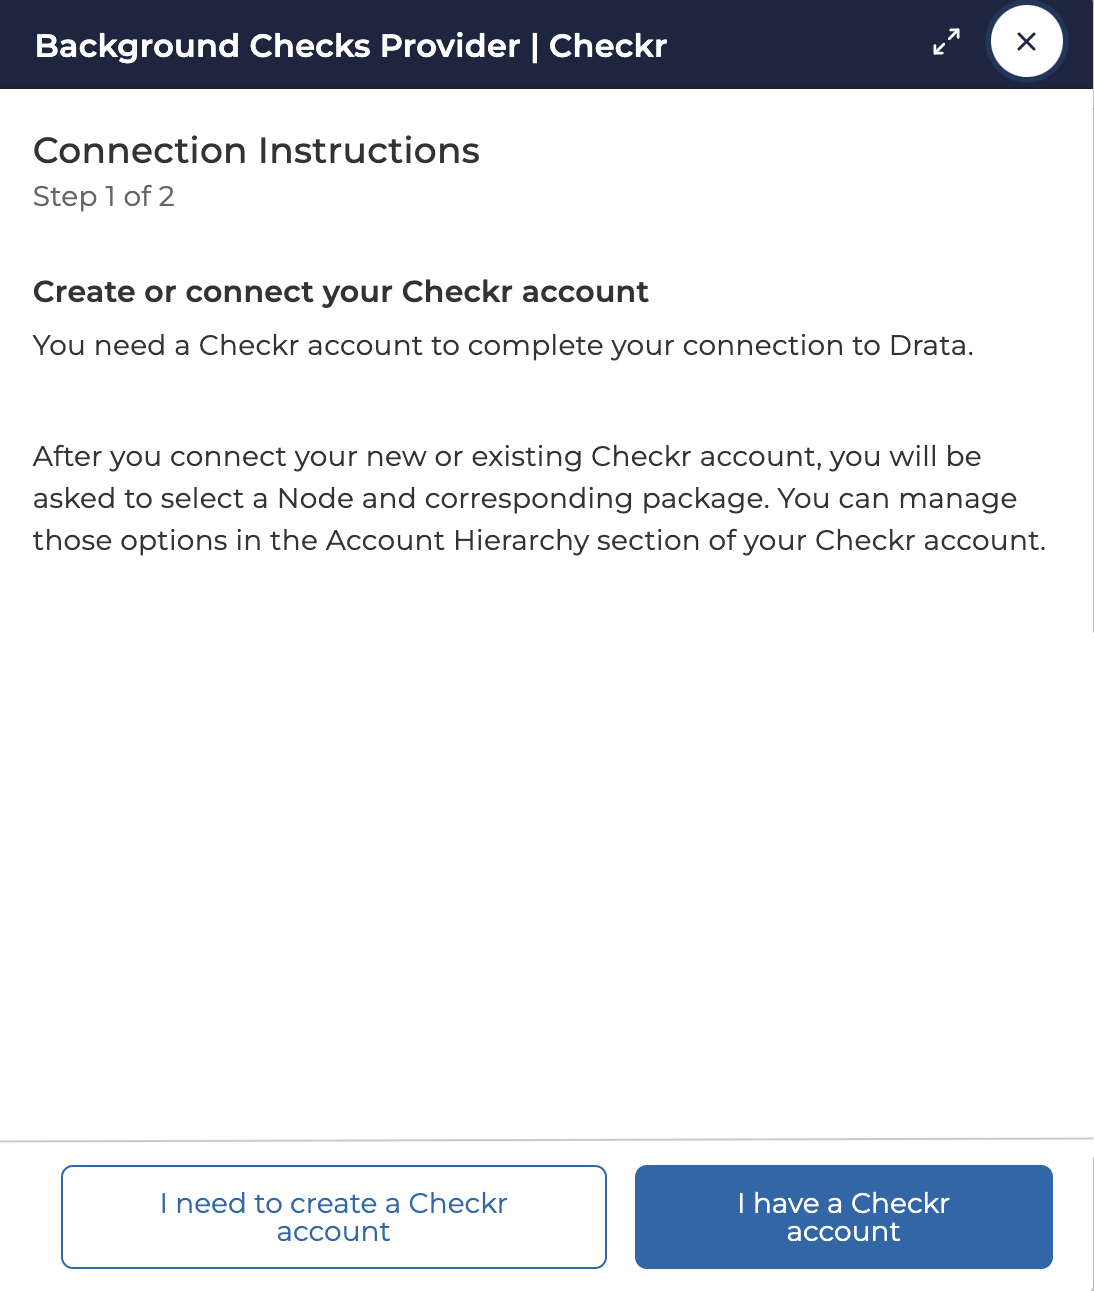 Background Checks Provider | Checkr
Connection Instructions
Step 1 of 2
Create or connect your Checkr account
You need a Checkr account to complete your connection to Drata.
After you connect your new or existing Checkr account, you will be
asked to select a Node and corresponding package. You can manage
those options in the Account Hierarchy section of your Checkr account.
I need to create a Checkr
account
I have a Checkr
account